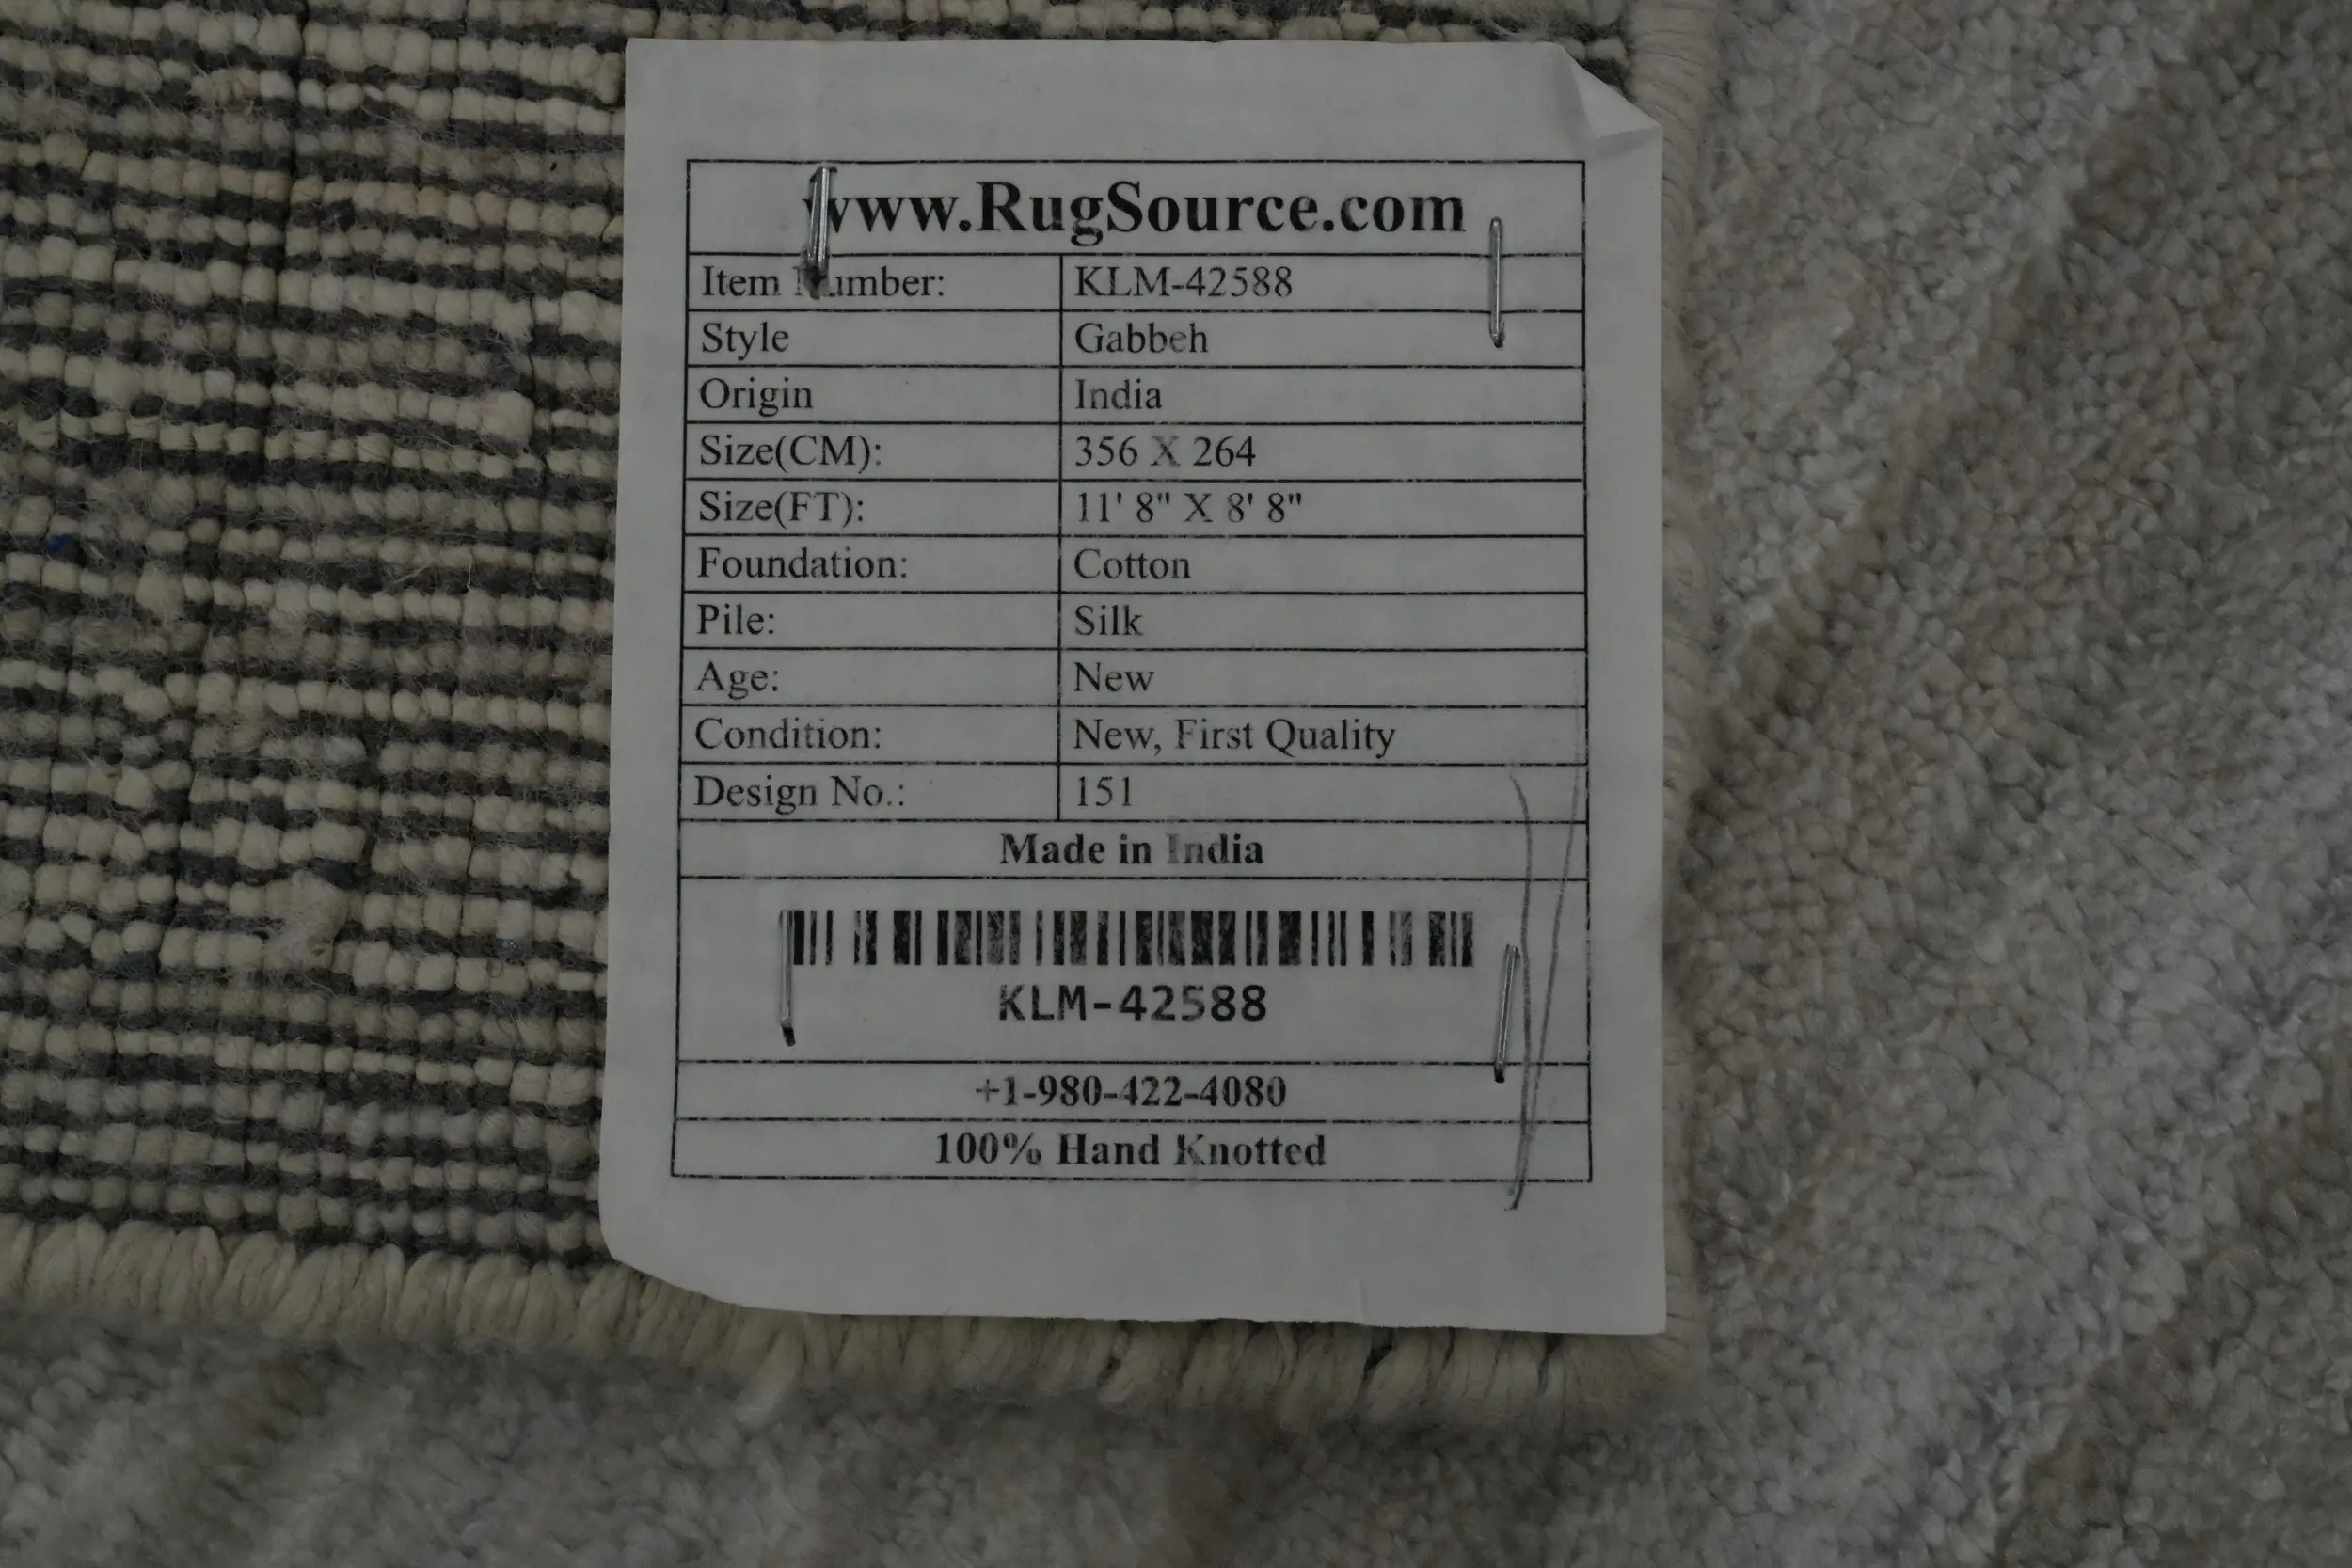 www.RugSource.com
Item Number: KLM-42588
Style Gabbeh
Origin India
Size(CM): 356 X 264
Size(FT): 11' 8" X 8' 8"
Foundation: Cotton
Pile: Silk
Age: New
Condition: New, First Quality
Design No.: 151
Made in India
KLM-42588
+1-980-422-4080
100% Hand Knotted